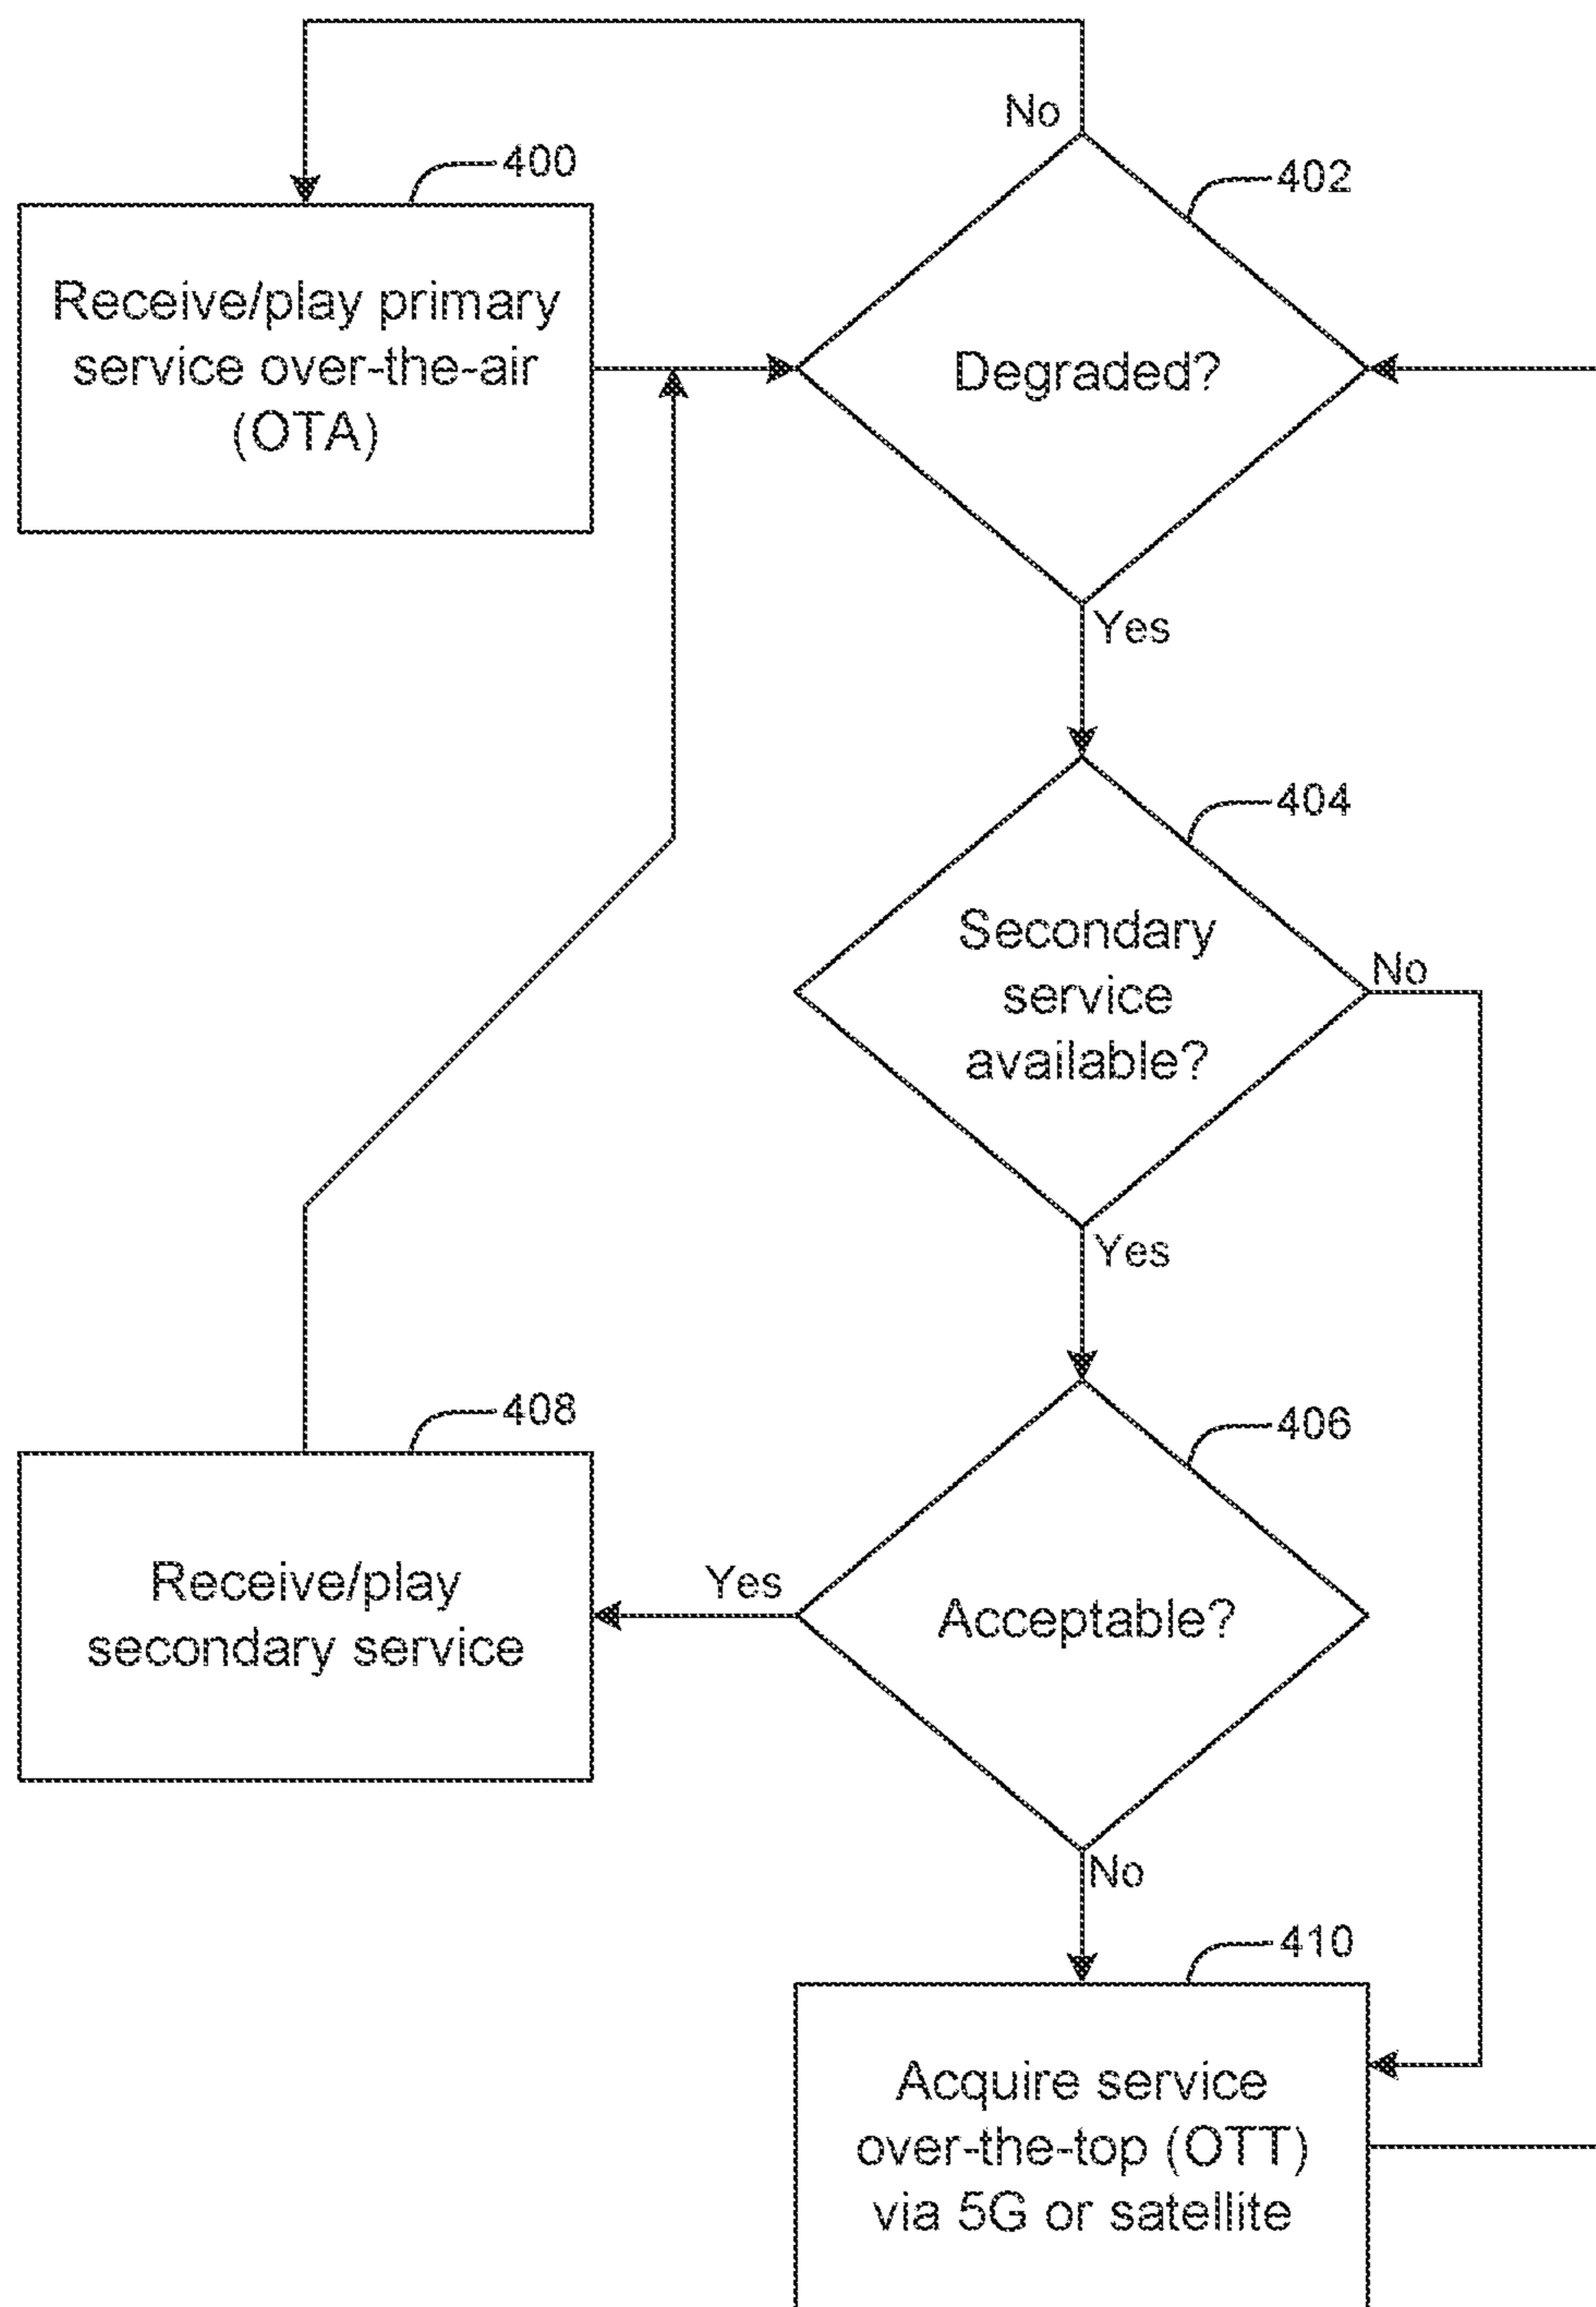 No
400
402
Receive/play primary
service over-the-air
(OTA)
Degraded?
Yes
404
Secondary
service
available?
No
Yes
408
406
Receive/play
secondary service
Yes
Acceptable?
No
410
Acquire service
over-the-top (OTT)
via 5G or satellite